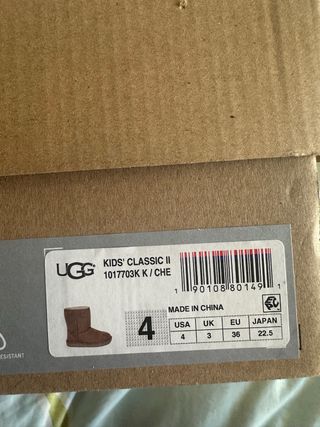 UGG
KIDS' CLASSIC II
1017703K K / CHE
1 90108 80149 1
MADE IN CHINA
4
USA UK EU JAPAN
4 3 36 22.5